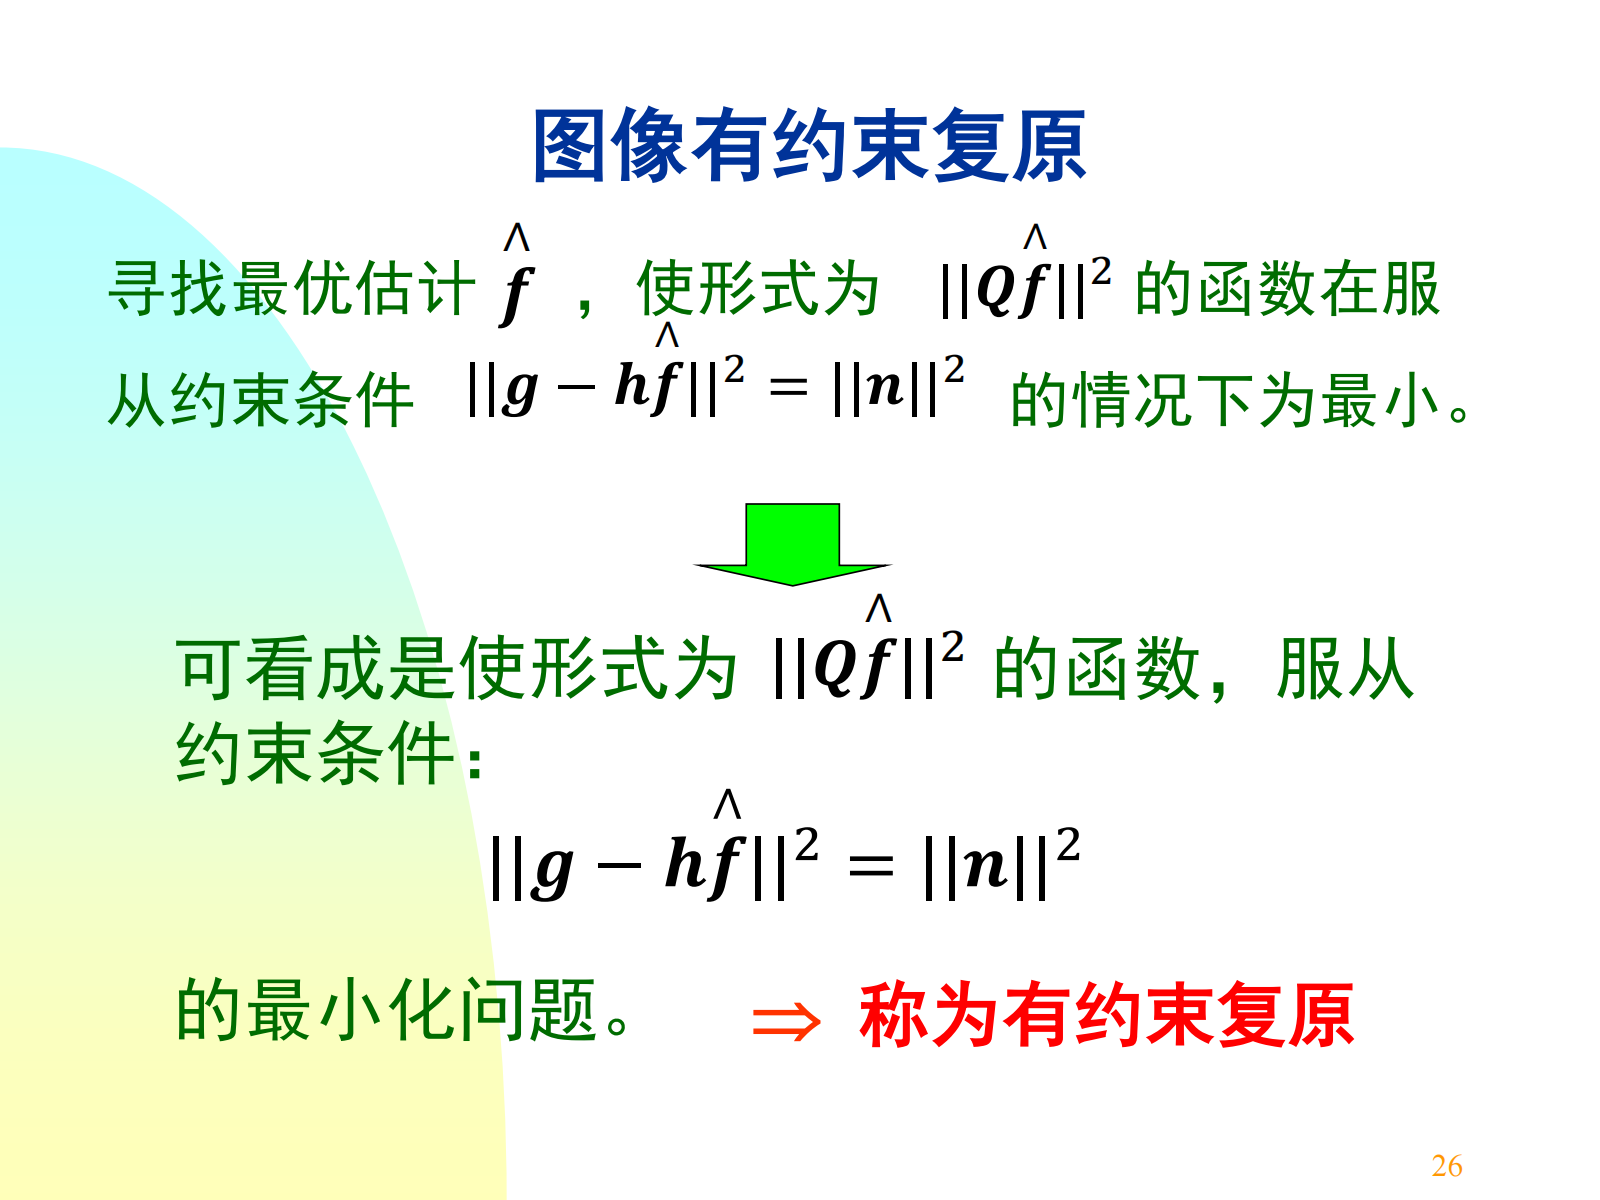 图像有约束复原
寻找最优估计 $\hat{f}$ ，使形式为 $||Q\hat{f}||^2$ 的函数在服
从约束条件 $||g - h\hat{f}||^2 = ||n||^2$ 的情况下为最小。
可看成是使形式为 $||Q\hat{f}||^2$ 的函数，服从
约束条件：
$||g - h\hat{f}||^2 = ||n||^2$
的最小化问题。 ⇒ 称为有约束复原
26